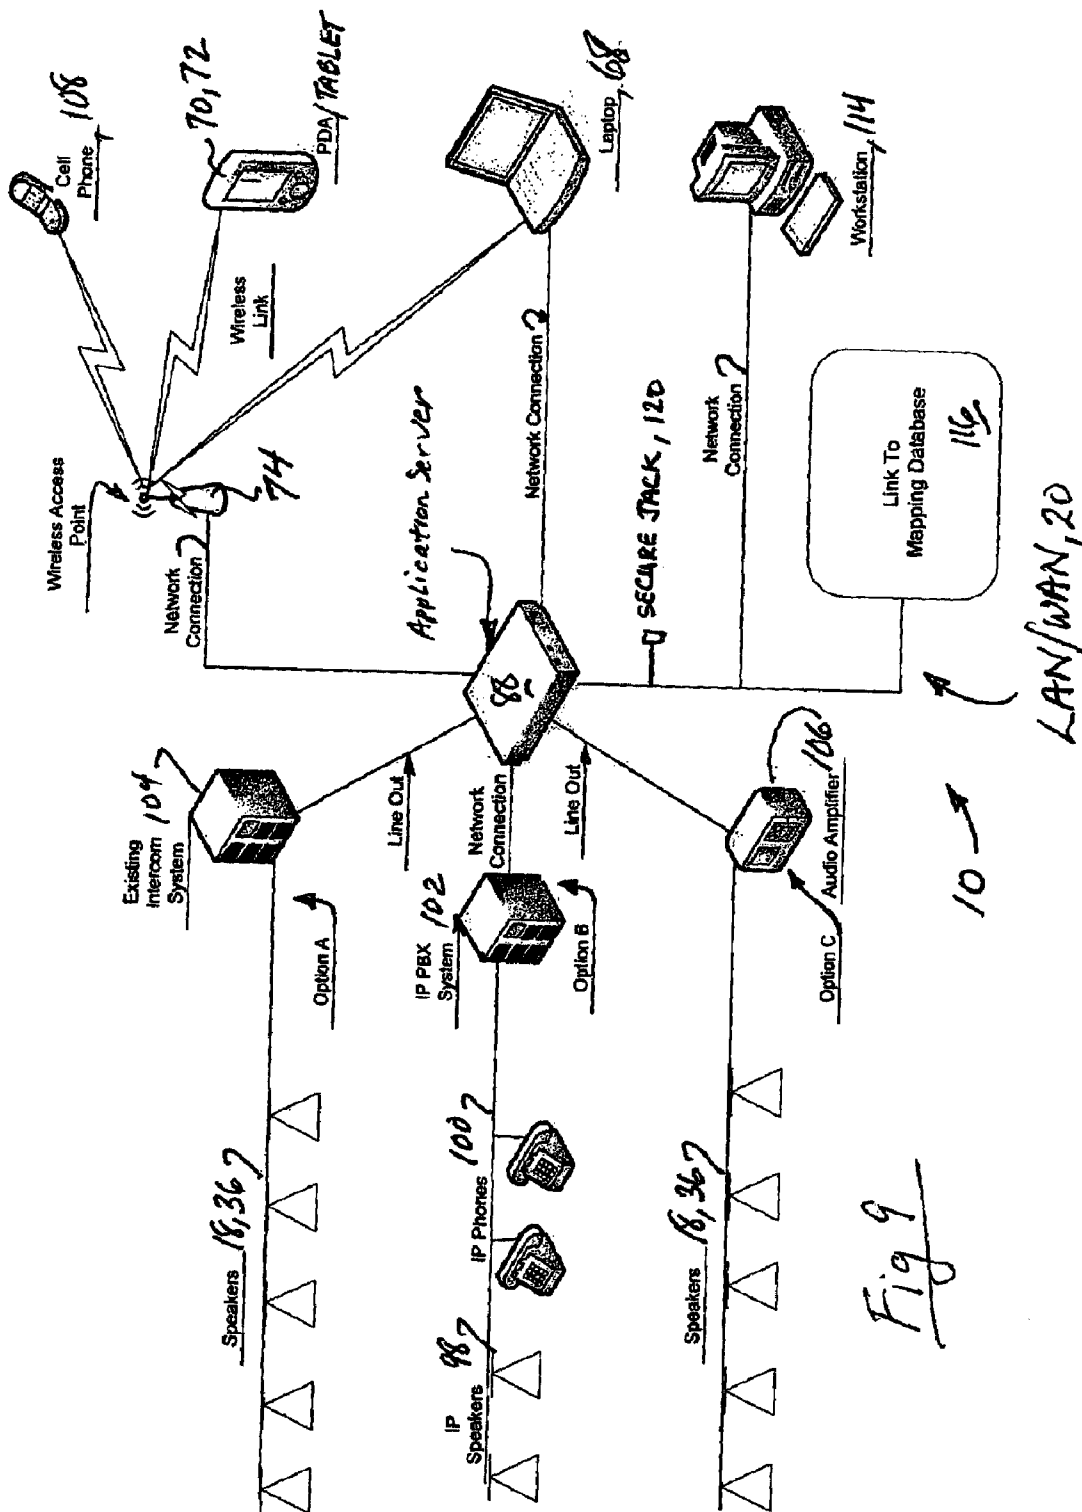 Speakers 18,36
Existing
Intercom
System 104
Option A
Line Out
Wireless Access
Point
Network
Connection
74
Cell
Phone, 108
70,72
PDA/TABLET
Wireless
Link
Application Server
88
IP
Speakers 98
IP Phones 100
IP PBX
System 102
Option B
Network
Connection
Line Out
Network Connection
Laptop, 68
SECARE JACK, 120
Network
Connection
Workstation, 114
Speakers 18,36
Option C
Audio Amplifier 106
Link To
Mapping Database
116
10
LAN/WAN, 20
Fig 9